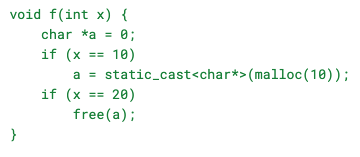 void f(int x) {
    char *a = 0;
    if (x == 10)
        a = static_cast<char*>(malloc(10));
    if (x == 20)
        free(a);
}